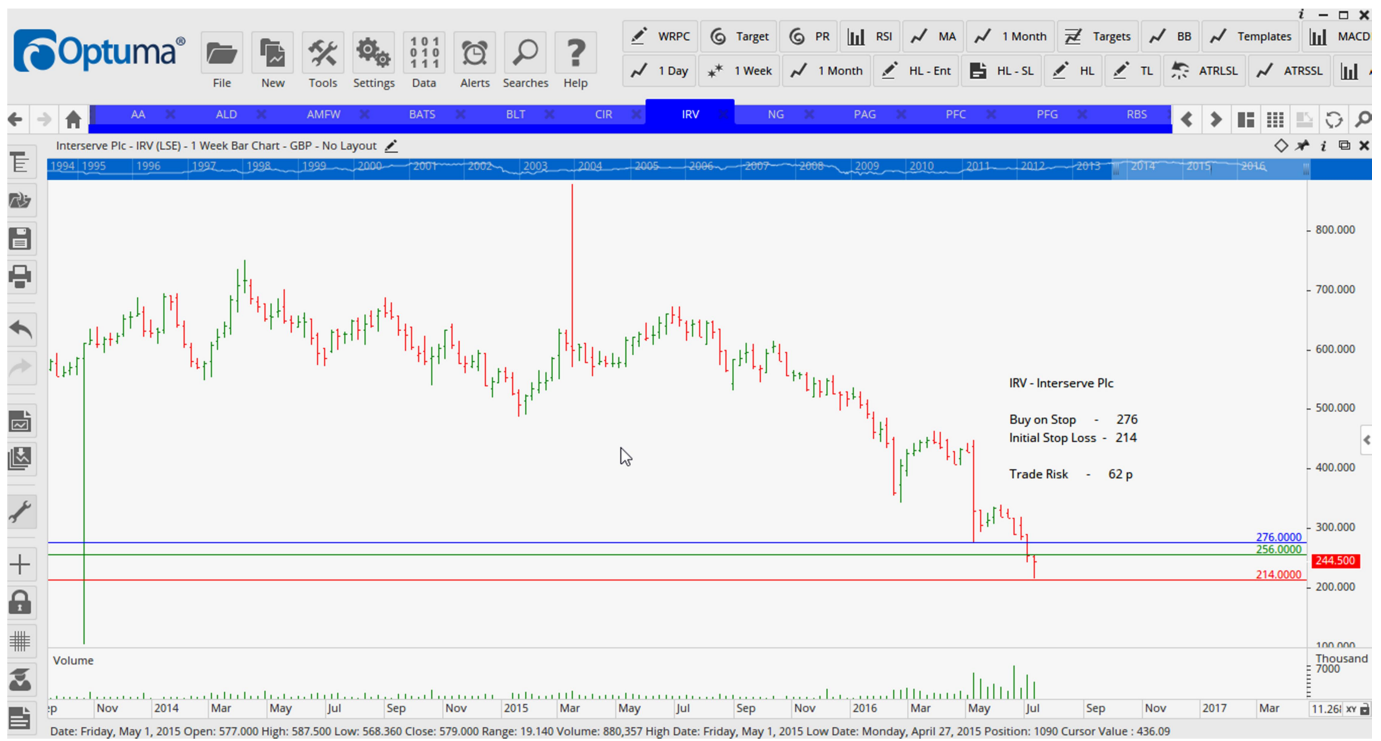 i
Optuma®
WRPC Target PR RSI MA 1 Month Targets BB Templates MACD
1 Day 1 Week 1 Month HL - Ent HL - SL HL TL ATRLSL ATRSSL
101
010
111
?
File New Tools Settings Data Alerts Searches Help
AA ALD AMFW BATS BLT CIR IRV NG PAG PFC PFG RBS
Interserve Plc - IRV (LSE) - 1 Week Bar Chart - GBP - No Layout
i
1994 1995 1996 1997 1998 1999 2000 2001 2002 2003 2004 2005 2006 2007 2008 2009 2010 2011 2012 2013 2014 2015 2016
800.000
700.000
600.000
IRV - Interserve Plc
500.000
Buy on Stop - 276
Initial Stop Loss - 214
400.000
Trade Risk - 62 p
300.000
276.0000
256.0000
244.500
214.0000
200.000
100.000
Volume
Thousand
7000
Nov 2014 Mar May Jul Sep Nov 2015 Mar May Jul Sep Nov 2016 Mar May Jul Sep Nov 2017 Mar
XY
Date: Friday, May 1, 2015 Open: 577.000 High: 587.500 Low: 568.360 Close: 579.000 Range: 19.140 Volume: 880,357 High Date: Friday, May 1, 2015 Low Date: Monday, April 27, 2015 Position: 1090 Cursor Value : 436.09